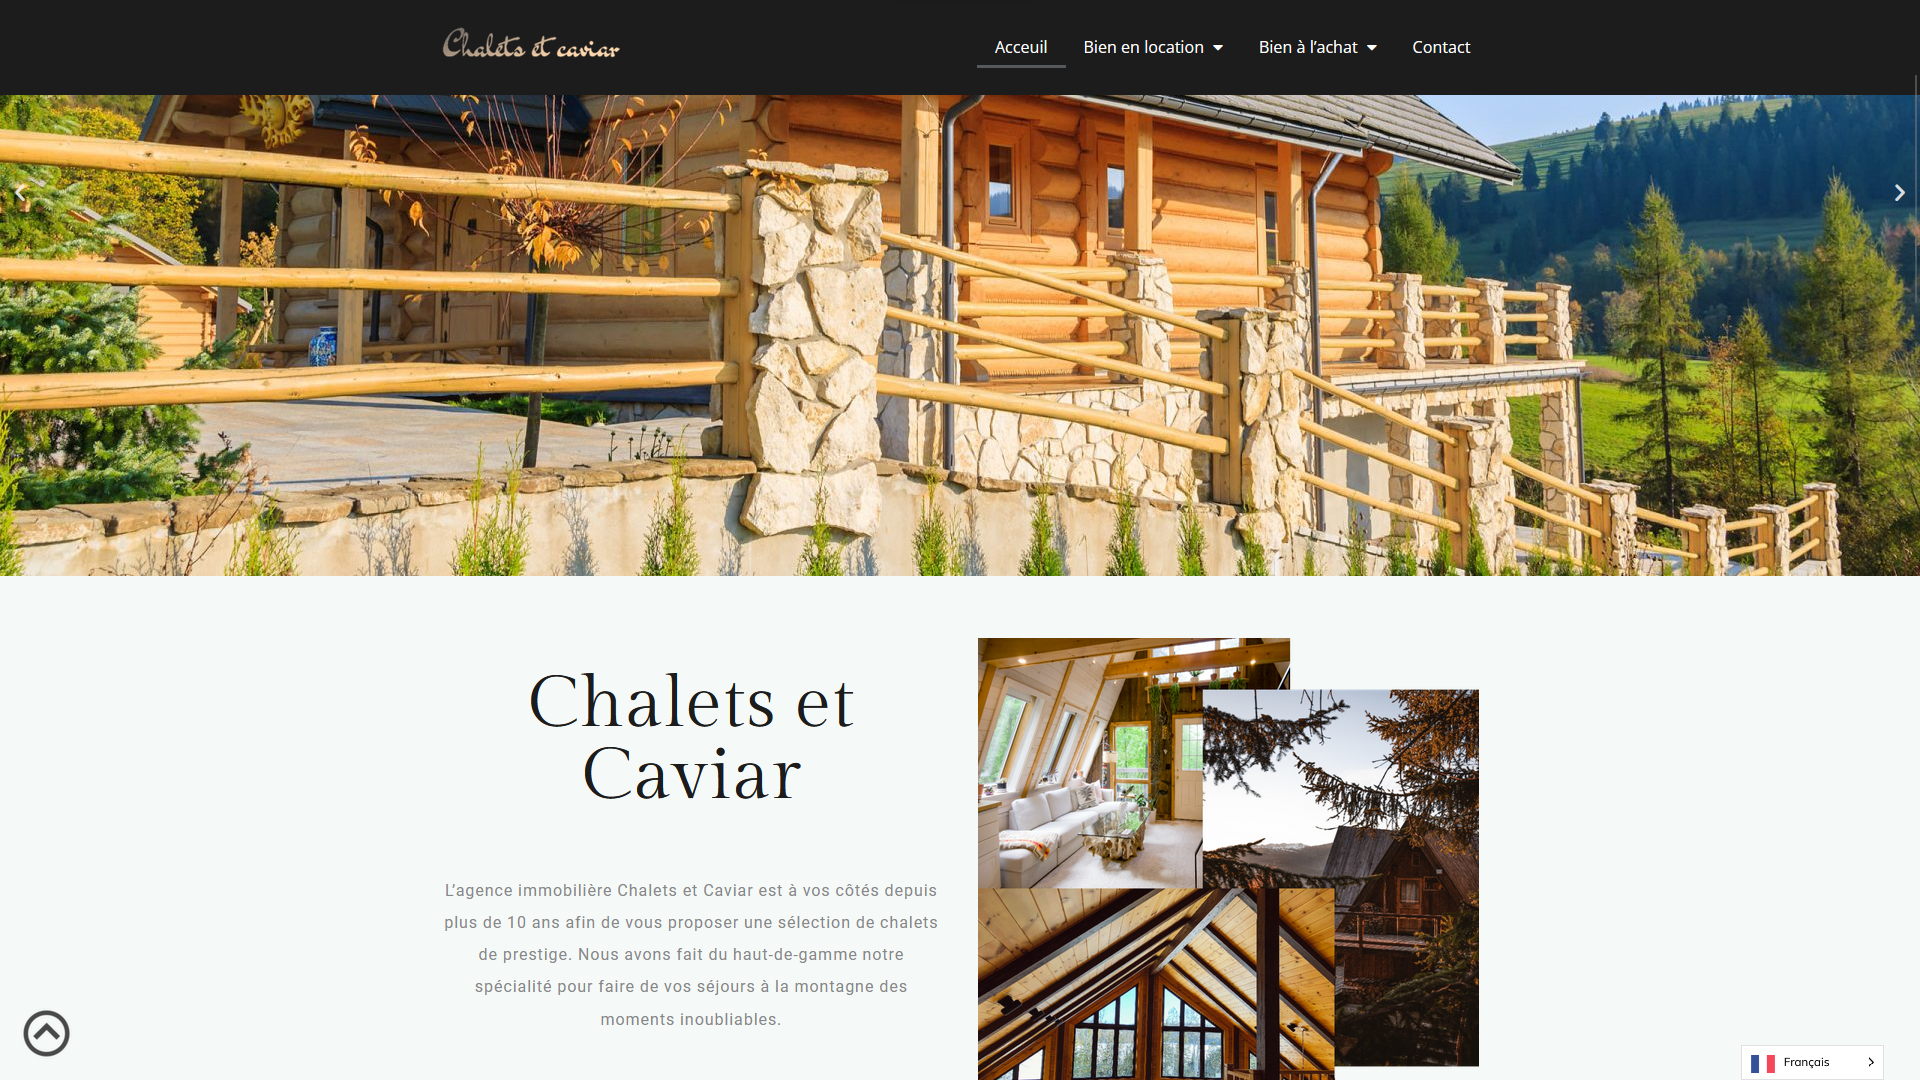 Chalets et caviar
Acceuil
Bien en location
Bien à l’achat
Contact
Chalets et
Caviar
L’agence immobilière Chalets et Caviar est à vos côtés depuis
plus de 10 ans afin de vous proposer une sélection de chalets
de prestige. Nous avons fait du haut-de-gamme notre
spécialité pour faire de vos séjours à la montagne des
moments inoubliables.
Français